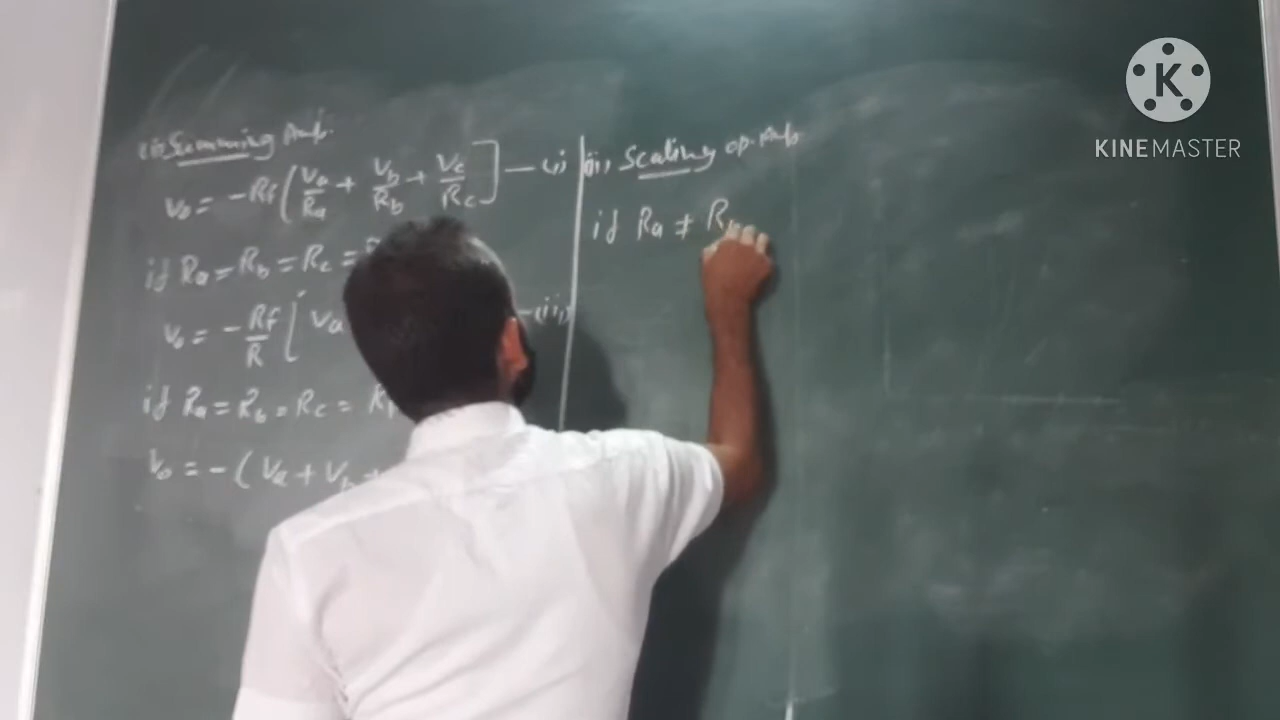 (i) Summing Amp.
V₀ = -Rf [ Va/Ra + Vb/Rb + Vc/Rc ] — (i)
if Ra = Rb = Rc =
V₀ = - Rf/R [ Va — (ii)
if Ra = Rb = Rc = R
V₀ = - ( Va + Vb +
(ii) Scaling op. Amp
if Ra ≠ R
K
KINEMASTER